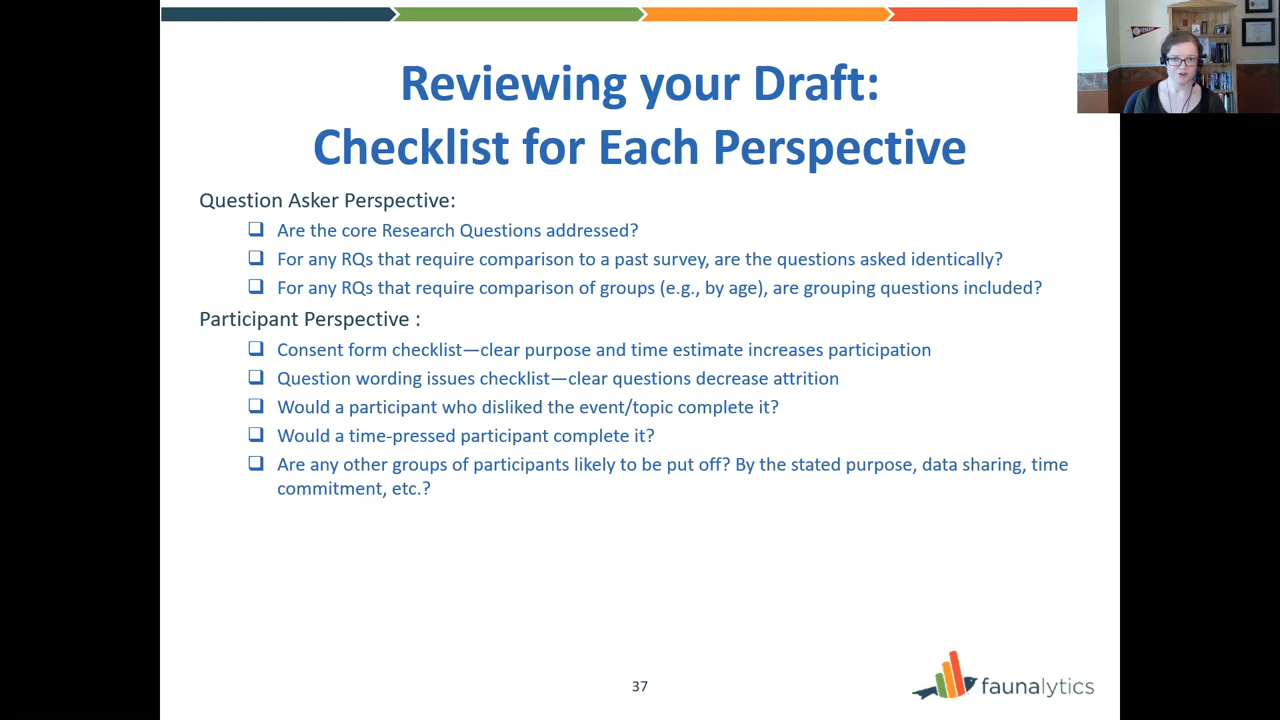 Reviewing your Draft:
Checklist for Each Perspective
Question Asker Perspective:
❑ Are the core Research Questions addressed?
❑ For any RQs that require comparison to a past survey, are the questions asked identically?
❑ For any RQs that require comparison of groups (e.g., by age), are grouping questions included?
Participant Perspective :
❑ Consent form checklist—clear purpose and time estimate increases participation
❑ Question wording issues checklist—clear questions decrease attrition
❑ Would a participant who disliked the event/topic complete it?
❑ Would a time-pressed participant complete it?
❑ Are any other groups of participants likely to be put off? By the stated purpose, data sharing, time
commitment, etc.?
37
faunalytics